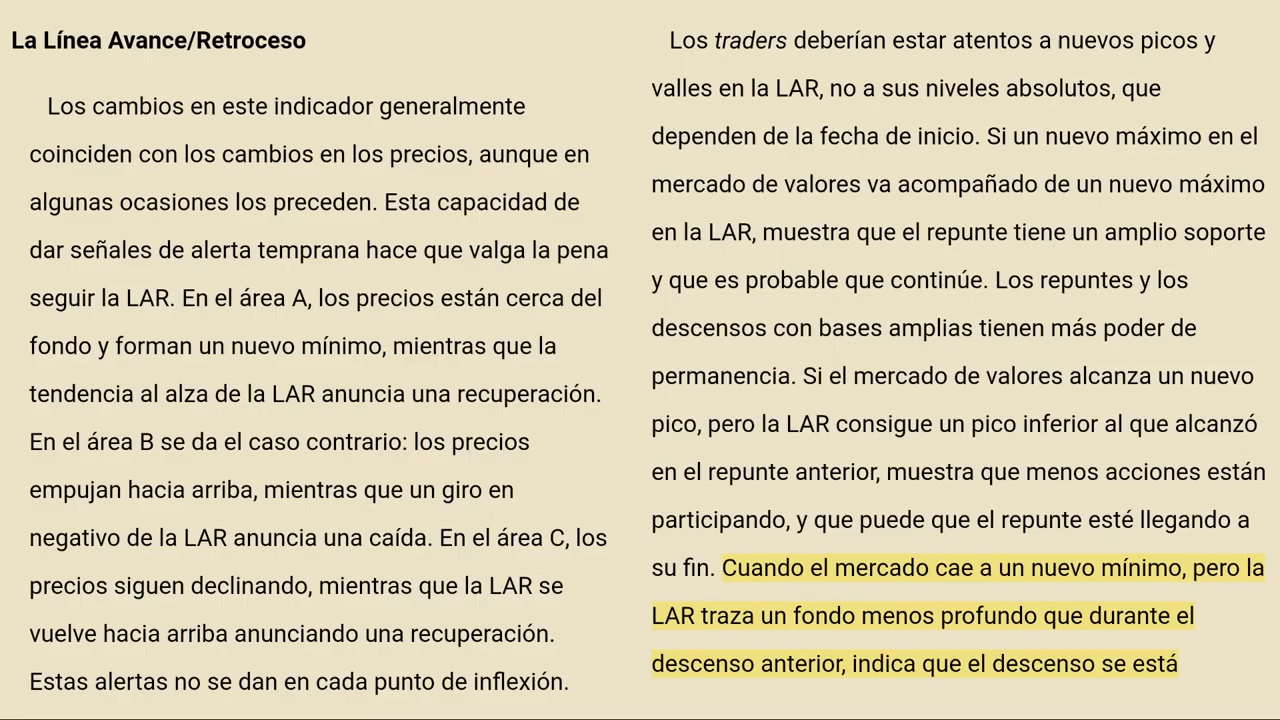 La Línea Avance/Retroceso
Los cambios en este indicador generalmente
coinciden con los cambios en los precios, aunque en
algunas ocasiones los preceden. Esta capacidad de
dar señales de alerta temprana hace que valga la pena
seguir la LAR. En el área A, los precios están cerca del
fondo y forman un nuevo mínimo, mientras que la
tendencia al alza de la LAR anuncia una recuperación.
En el área B se da el caso contrario: los precios
empujan hacia arriba, mientras que un giro en
negativo de la LAR anuncia una caída. En el área C, los
precios siguen declinando, mientras que la LAR se
vuelve hacia arriba anunciando una recuperación.
Estas alertas no se dan en cada punto de inflexión.
Los traders deberían estar atentos a nuevos picos y
valles en la LAR, no a sus niveles absolutos, que
dependen de la fecha de inicio. Si un nuevo máximo en el
mercado de valores va acompañado de un nuevo máximo
en la LAR, muestra que el repunte tiene un amplio soporte
y que es probable que continúe. Los repuntes y los
descensos con bases amplias tienen más poder de
permanencia. Si el mercado de valores alcanza un nuevo
pico, pero la LAR consigue un pico inferior al que alcanzó
en el repunte anterior, muestra que menos acciones están
participando, y que puede que el repunte esté llegando a
su fin. Cuando el mercado cae a un nuevo mínimo, pero la
LAR traza un fondo menos profundo que durante el
descenso anterior, indica que el descenso se está